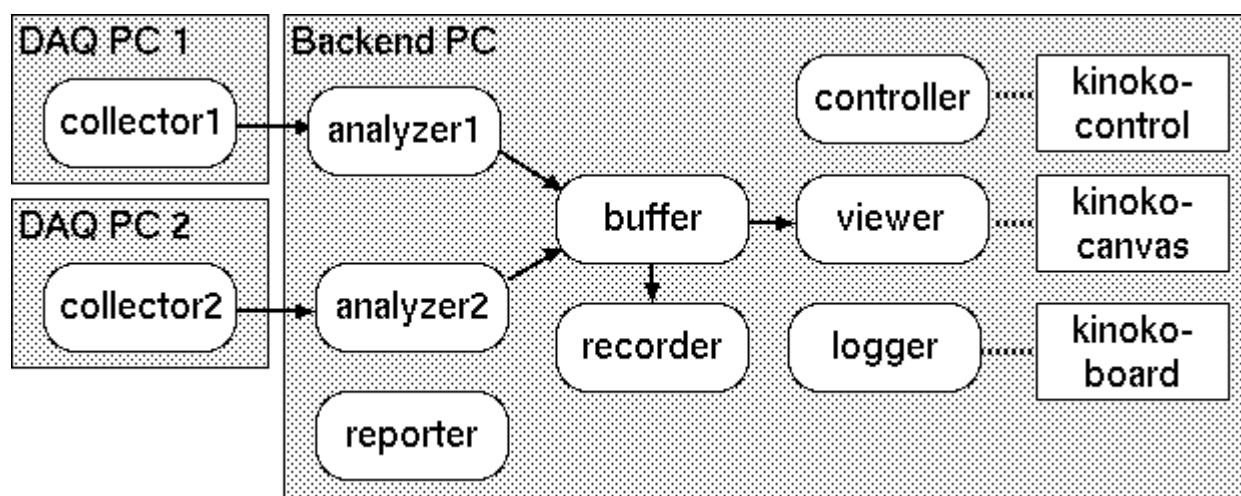 DAQ PC 1
collector1
DAQ PC 2
collector2
Backend PC
analyzer1
analyzer2
reporter
buffer
recorder
controller
viewer
logger
kinoko-
control
kinoko-
canvas
kinoko-
board